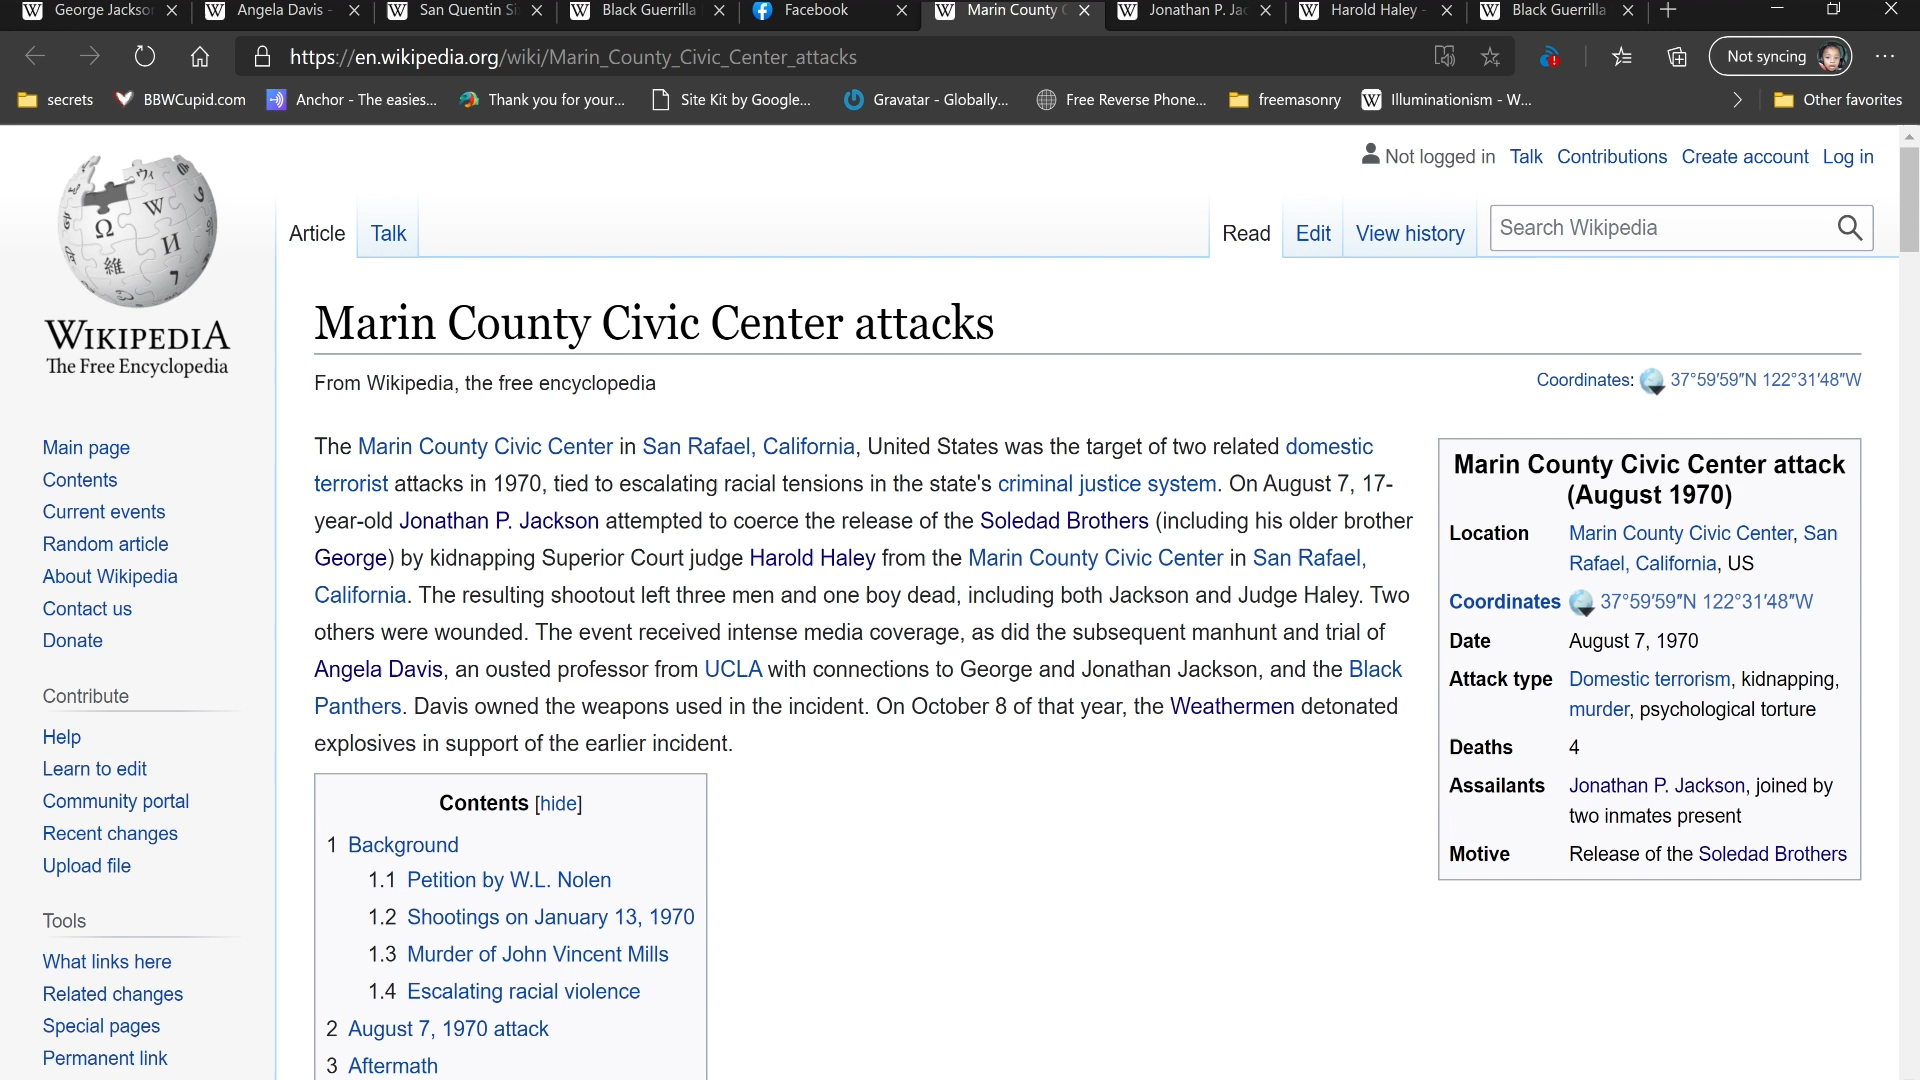 George Jackson
Angela Davis -
San Quentin Si
Black Guerrilla
Facebook
Marin County C
Jonathan P. Jac
Harold Haley -
Black Guerrilla
https://en.wikipedia.org/wiki/Marin_County_Civic_Center_attacks
Not syncing
secrets
BBWCupid.com
Anchor - The easies...
Thank you for your...
Site Kit by Google...
Gravatar - Globally...
Free Reverse Phone...
freemasonry
Illuminationism - W...
Other favorites
Not logged in Talk Contributions Create account Log in
Article Talk
Read Edit View history
Search Wikipedia
WIKIPEDIA
The Free Encyclopedia
Main page
Contents
Current events
Random article
About Wikipedia
Contact us
Donate
Contribute
Help
Learn to edit
Community portal
Recent changes
Upload file
Tools
What links here
Related changes
Special pages
Permanent link
Marin County Civic Center attacks
From Wikipedia, the free encyclopedia
Coordinates: 37°59′59″N 122°31′48″W
The Marin County Civic Center in San Rafael, California, United States was the target of two related domestic
terrorist attacks in 1970, tied to escalating racial tensions in the state's criminal justice system. On August 7, 17-
year-old Jonathan P. Jackson attempted to coerce the release of the Soledad Brothers (including his older brother
George) by kidnapping Superior Court judge Harold Haley from the Marin County Civic Center in San Rafael,
California. The resulting shootout left three men and one boy dead, including both Jackson and Judge Haley. Two
others were wounded. The event received intense media coverage, as did the subsequent manhunt and trial of
Angela Davis, an ousted professor from UCLA with connections to George and Jonathan Jackson, and the Black
Panthers. Davis owned the weapons used in the incident. On October 8 of that year, the Weathermen detonated
explosives in support of the earlier incident.
Contents [hide]
1 Background
1.1 Petition by W.L. Nolen
1.2 Shootings on January 13, 1970
1.3 Murder of John Vincent Mills
1.4 Escalating racial violence
2 August 7, 1970 attack
3 Aftermath
Marin County Civic Center attack
(August 1970)
Location Marin County Civic Center, San
Rafael, California, US
Coordinates 37°59′59″N 122°31′48″W
Date August 7, 1970
Attack type Domestic terrorism, kidnapping,
murder, psychological torture
Deaths 4
Assailants Jonathan P. Jackson, joined by
two inmates present
Motive Release of the Soledad Brothers